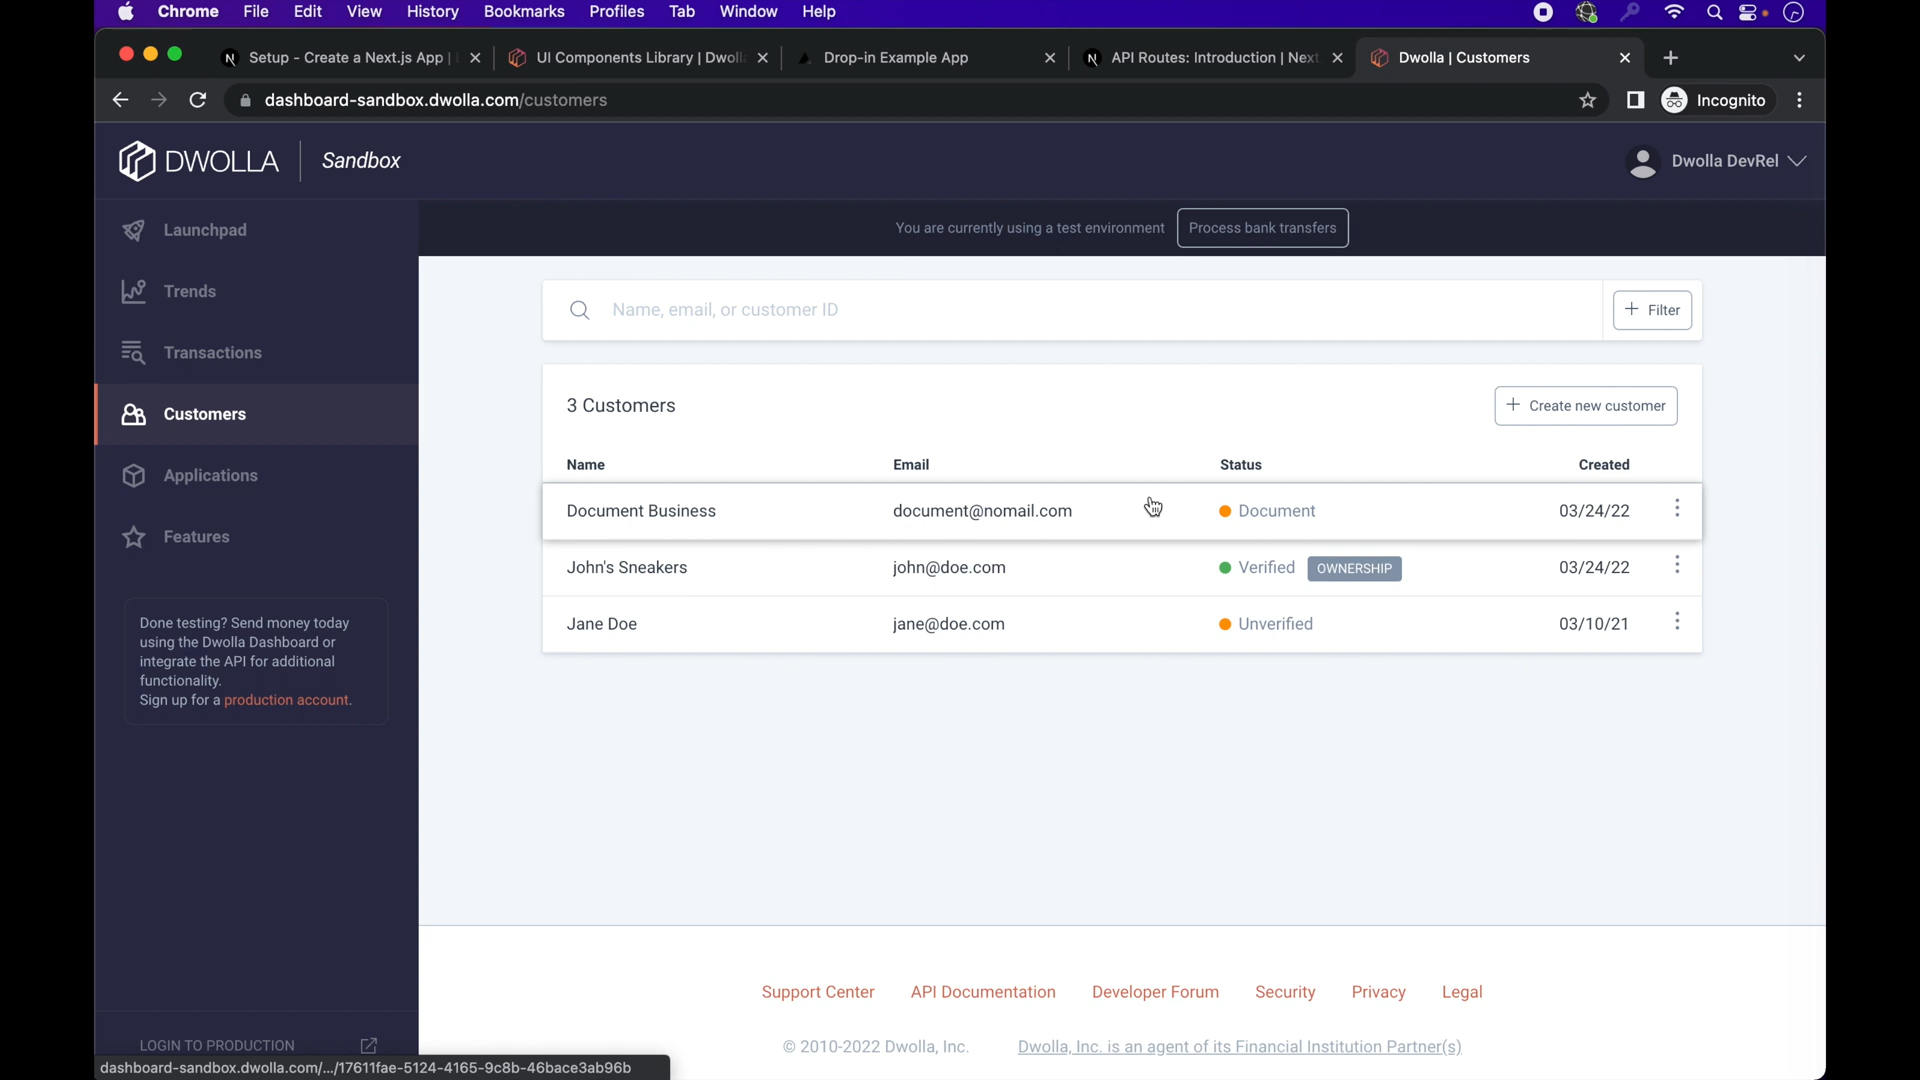 Chrome File Edit View History Bookmarks Profiles Tab Window Help
Setup - Create a Next.js App |
UI Components Library | Dwoll
Drop-in Example App
API Routes: Introduction | Next
Dwolla | Customers
dashboard-sandbox.dwolla.com/customers
Incognito
DWOLLA
Sandbox
Dwolla DevRel
Launchpad
Trends
Transactions
Customers
Applications
Features
Done testing? Send money today
using the Dwolla Dashboard or
integrate the API for additional
functionality.
Sign up for a production account.
LOGIN TO PRODUCTION
You are currently using a test environment
Process bank transfers
Name, email, or customer ID
+ Filter
3 Customers
+ Create new customer
Name Email Status Created
Document Business document@nomail.com Document 03/24/22
John's Sneakers john@doe.com Verified OWNERSHIP 03/24/22
Jane Doe jane@doe.com Unverified 03/10/21
Support Center API Documentation Developer Forum Security Privacy Legal
© 2010-2022 Dwolla, Inc. Dwolla, Inc. is an agent of its Financial Institution Partner(s)
dashboard-sandbox.dwolla.com/.../17611fae-5124-4165-9c8b-46bace3ab96b